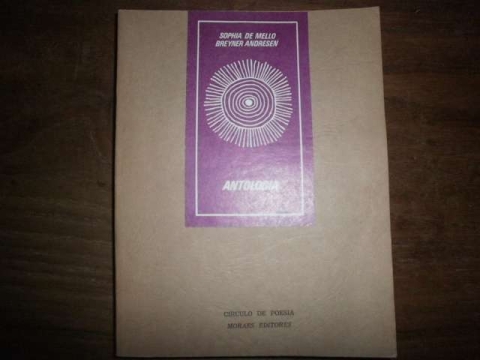 SOPHIA DE MELLO
BREYNER ANDRESEN
ANTOLOGIA
CÍRCULO DE POESIA
MORAES EDITORES